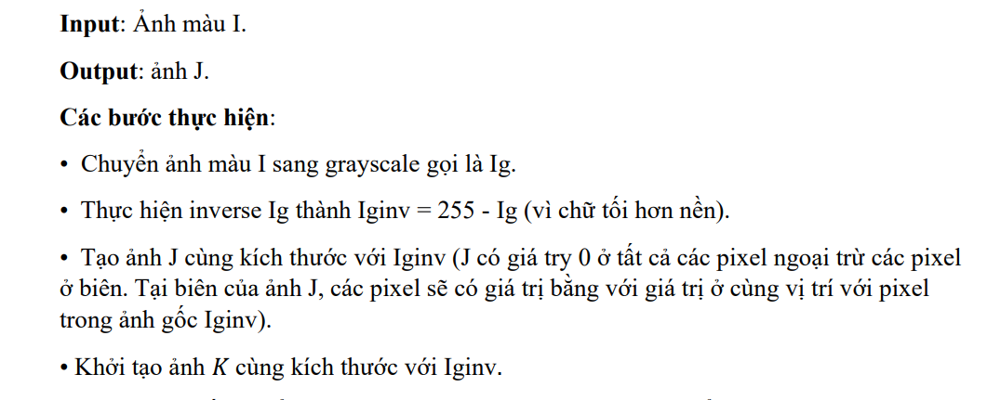 Input: Ảnh màu I.
Output: ảnh J.
Các bước thực hiện:
• Chuyển ảnh màu I sang grayscale gọi là Ig.
• Thực hiện inverse Ig thành Iginv = 255 - Ig (vì chữ tối hơn nền).
• Tạo ảnh J cùng kích thước với Iginv (J có giá try 0 ở tất cả các pixel ngoại trừ các pixel
ở biên. Tại biên của ảnh J, các pixel sẽ có giá trị bằng với giá trị ở cùng vị trí với pixel
trong ảnh gốc Iginv).
• Khởi tạo ảnh K cùng kích thước với Iginv.